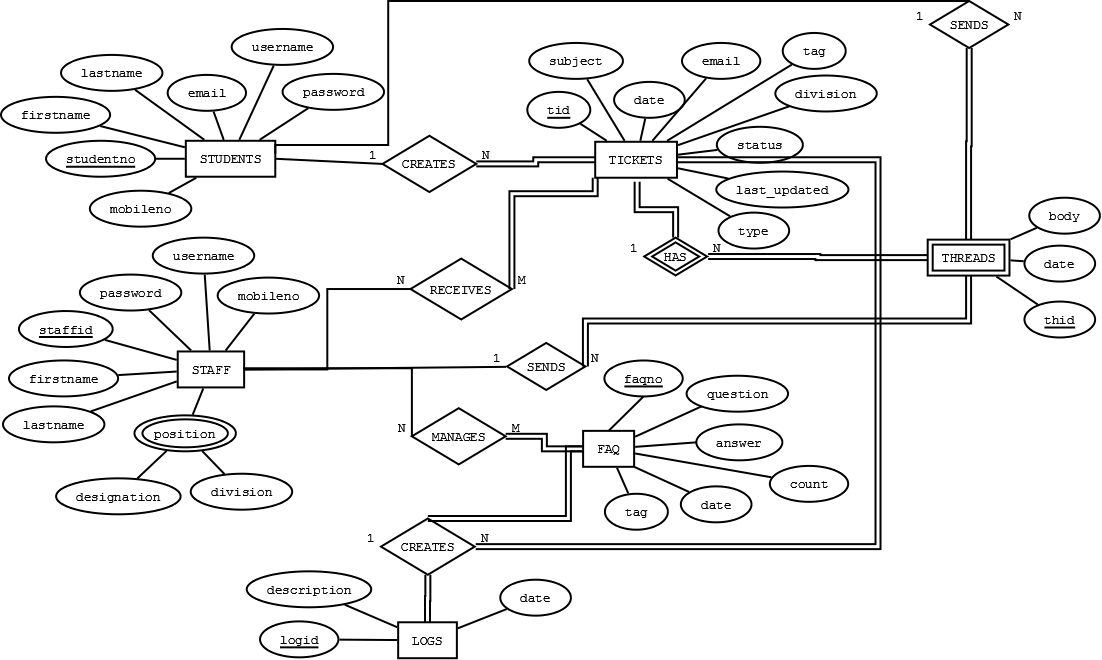 1
SENDS
N
username
lastname
email
password
firstname
STUDENTS
studentno
mobileno
1
CREATES
N
subject
email
tag
tid
date
division
TICKETS
status
last_updated
type
1
HAS
N
THREADS
body
date
thid
username
password
mobileno
staffid
N
RECEIVES
M
STAFF
firstname
lastname
position
designation
division
1
SENDS
N
N
MANAGES
M
faqno
question
FAQ
answer
count
tag
date
1
CREATES
N
description
date
logid
LOGS